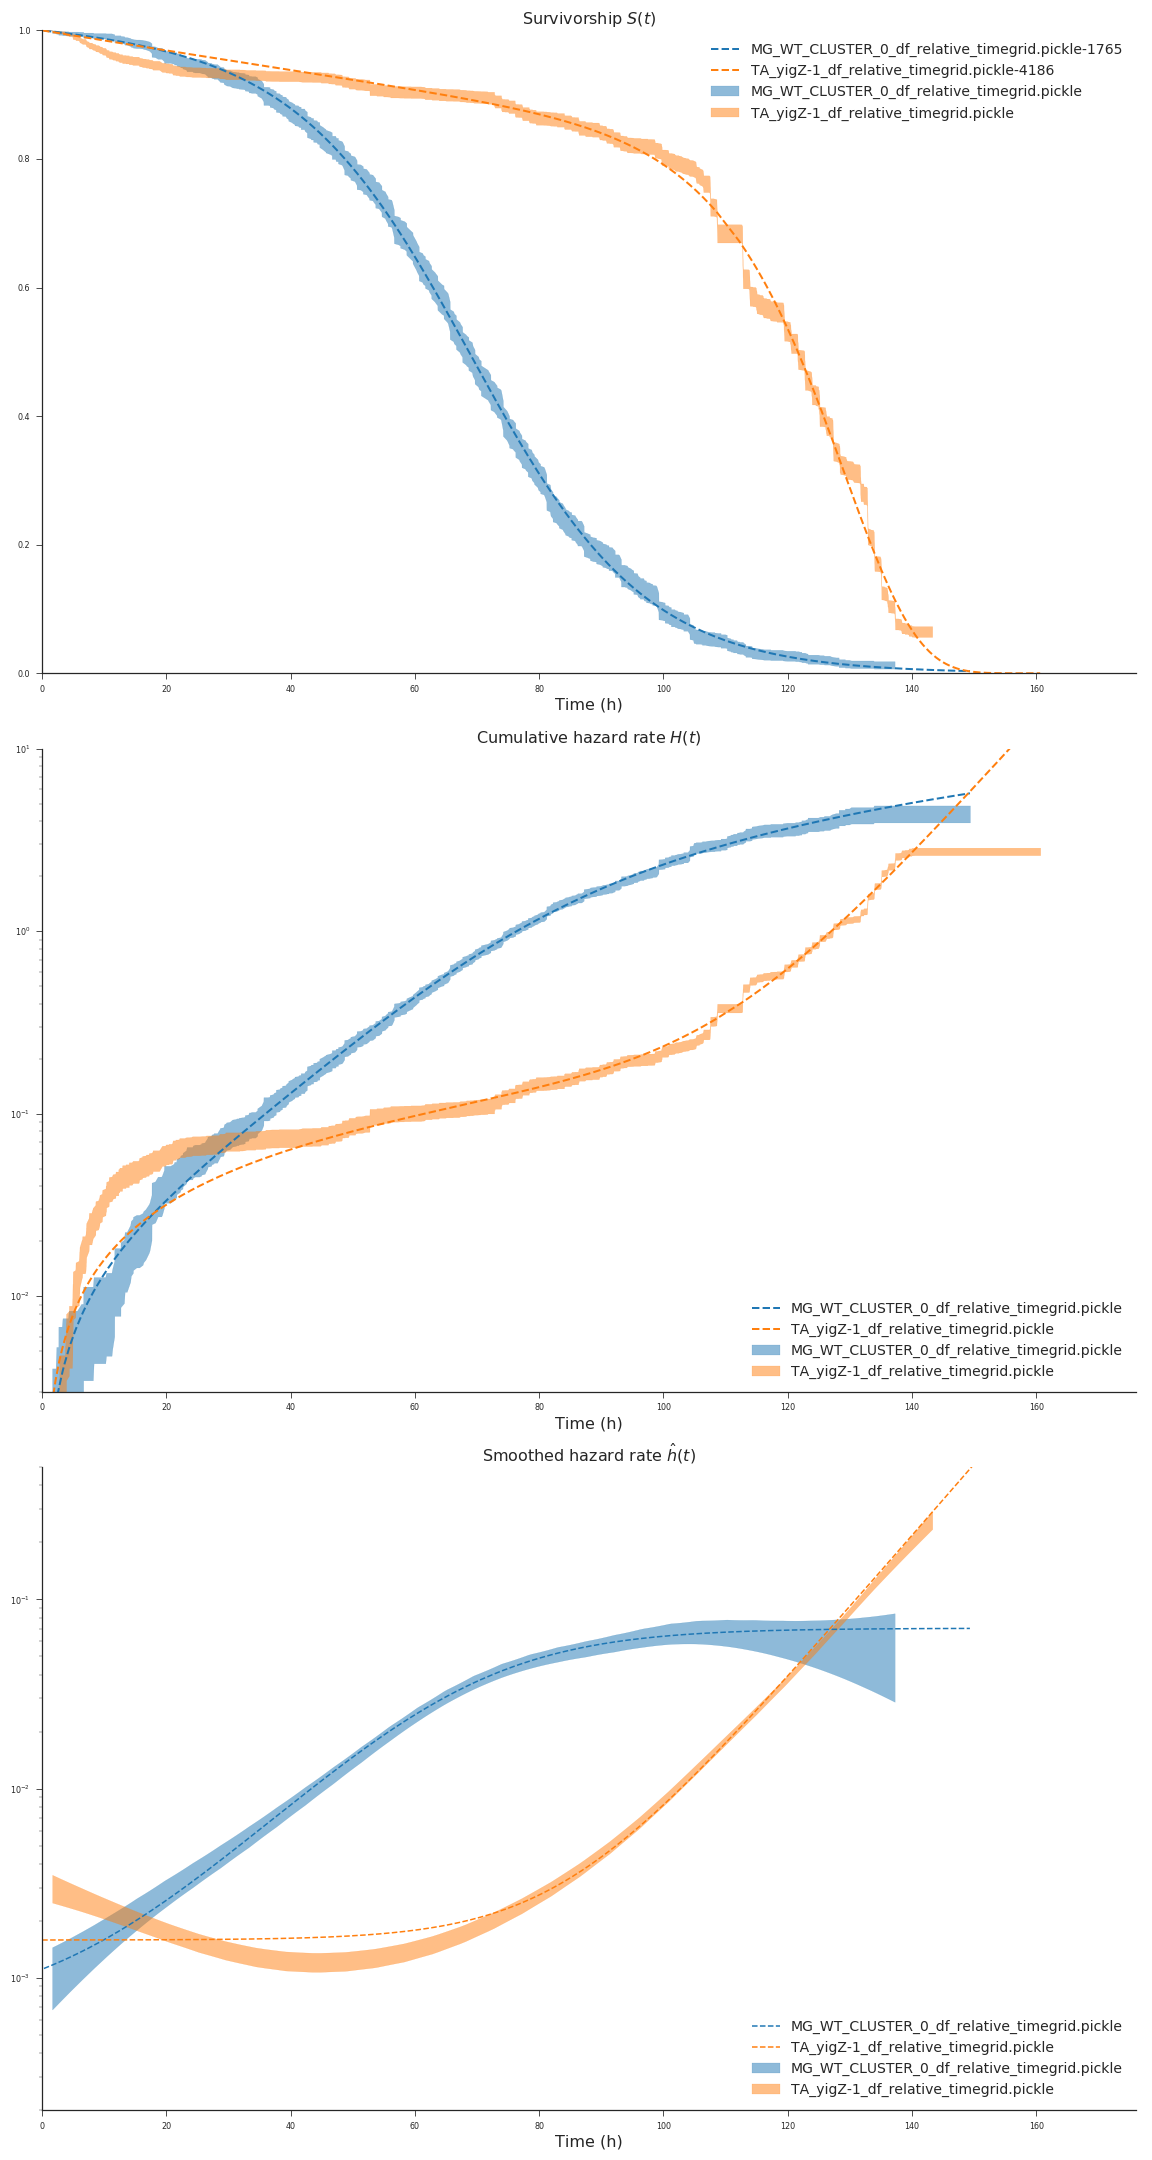 Survivorship S(t)
1.0
0.8
0.6
0.4
0.2
0.0
MG_WT_CLUSTER_0_df_relative_timegrid.pickle-1765
TA_yigZ-1_df_relative_timegrid.pickle-4186
MG_WT_CLUSTER_0_df_relative_timegrid.pickle
TA_yigZ-1_df_relative_timegrid.pickle
0 20 40 60 80 100 120 140 160
Time (h)
Cumulative hazard rate H(t)
10¹
10⁰
10⁻¹
10⁻²
MG_WT_CLUSTER_0_df_relative_timegrid.pickle
TA_yigZ-1_df_relative_timegrid.pickle
MG_WT_CLUSTER_0_df_relative_timegrid.pickle
TA_yigZ-1_df_relative_timegrid.pickle
0 20 40 60 80 100 120 140 160
Time (h)
Smoothed hazard rate ĥ(t)
10⁻¹
10⁻²
10⁻³
MG_WT_CLUSTER_0_df_relative_timegrid.pickle
TA_yigZ-1_df_relative_timegrid.pickle
MG_WT_CLUSTER_0_df_relative_timegrid.pickle
TA_yigZ-1_df_relative_timegrid.pickle
0 20 40 60 80 100 120 140 160
Time (h)